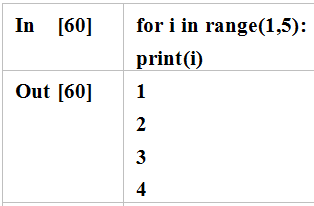 In [60] for i in range(1,5):
print(i)
Out [60] 1
2
3
4